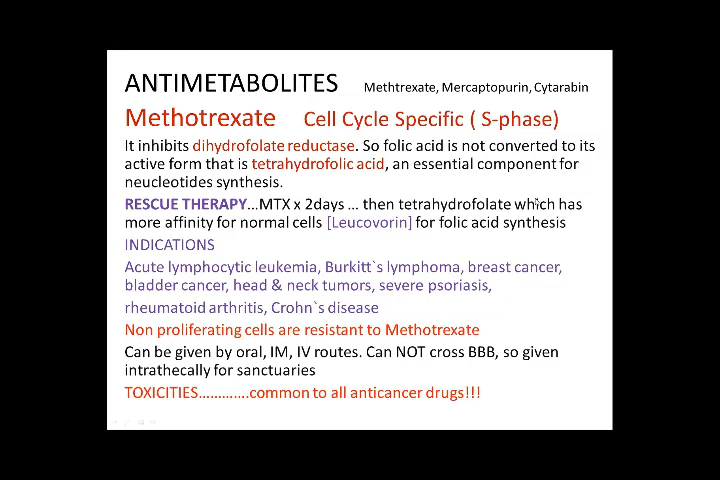 ANTIMETABOLITES Methtrexate, Mercaptopurin, Cytarabin
Methotrexate Cell Cycle Specific ( S-phase)
It inhibits dihydrofolate reductase. So folic acid is not converted to its
active form that is tetrahydrofolic acid, an essential component for
neucleotides synthesis.
RESCUE THERAPY…MTX x 2days … then tetrahydrofolate which has
more affinity for normal cells [Leucovorin] for folic acid synthesis
INDICATIONS
Acute lymphocytic leukemia, Burkitt`s lymphoma, breast cancer,
bladder cancer, head & neck tumors, severe psoriasis,
rheumatoid arthritis, Crohn`s disease
Non proliferating cells are resistant to Methotrexate
Can be given by oral, IM, IV routes. Can NOT cross BBB, so given
intrathecally for sanctuaries
TOXICITIES………….common to all anticancer drugs!!!